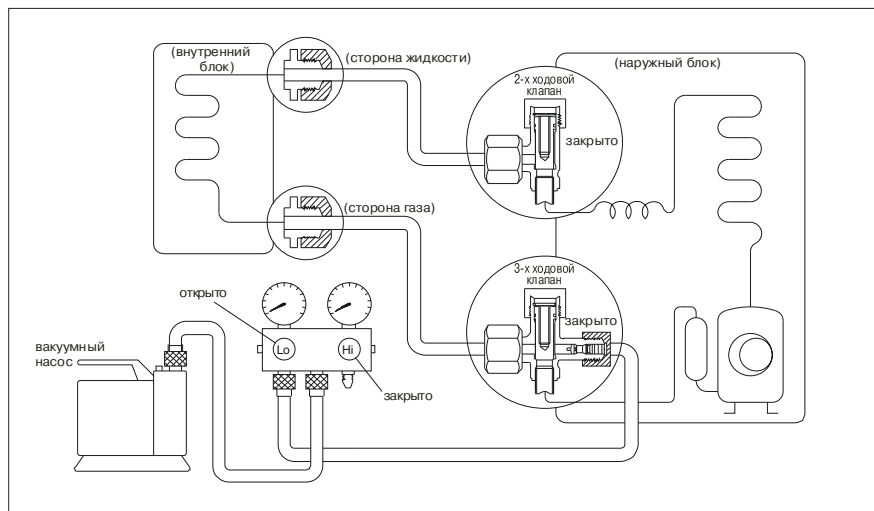 (внутренний
блок)
(сторона жидкости)
2-х ходовой
клапан
(наружный блок)
закрыто
(сторона газа)
3-х ходовой
клапан
закрыто
открыто
вакуумный
насос
Lo
Hi
закрыто